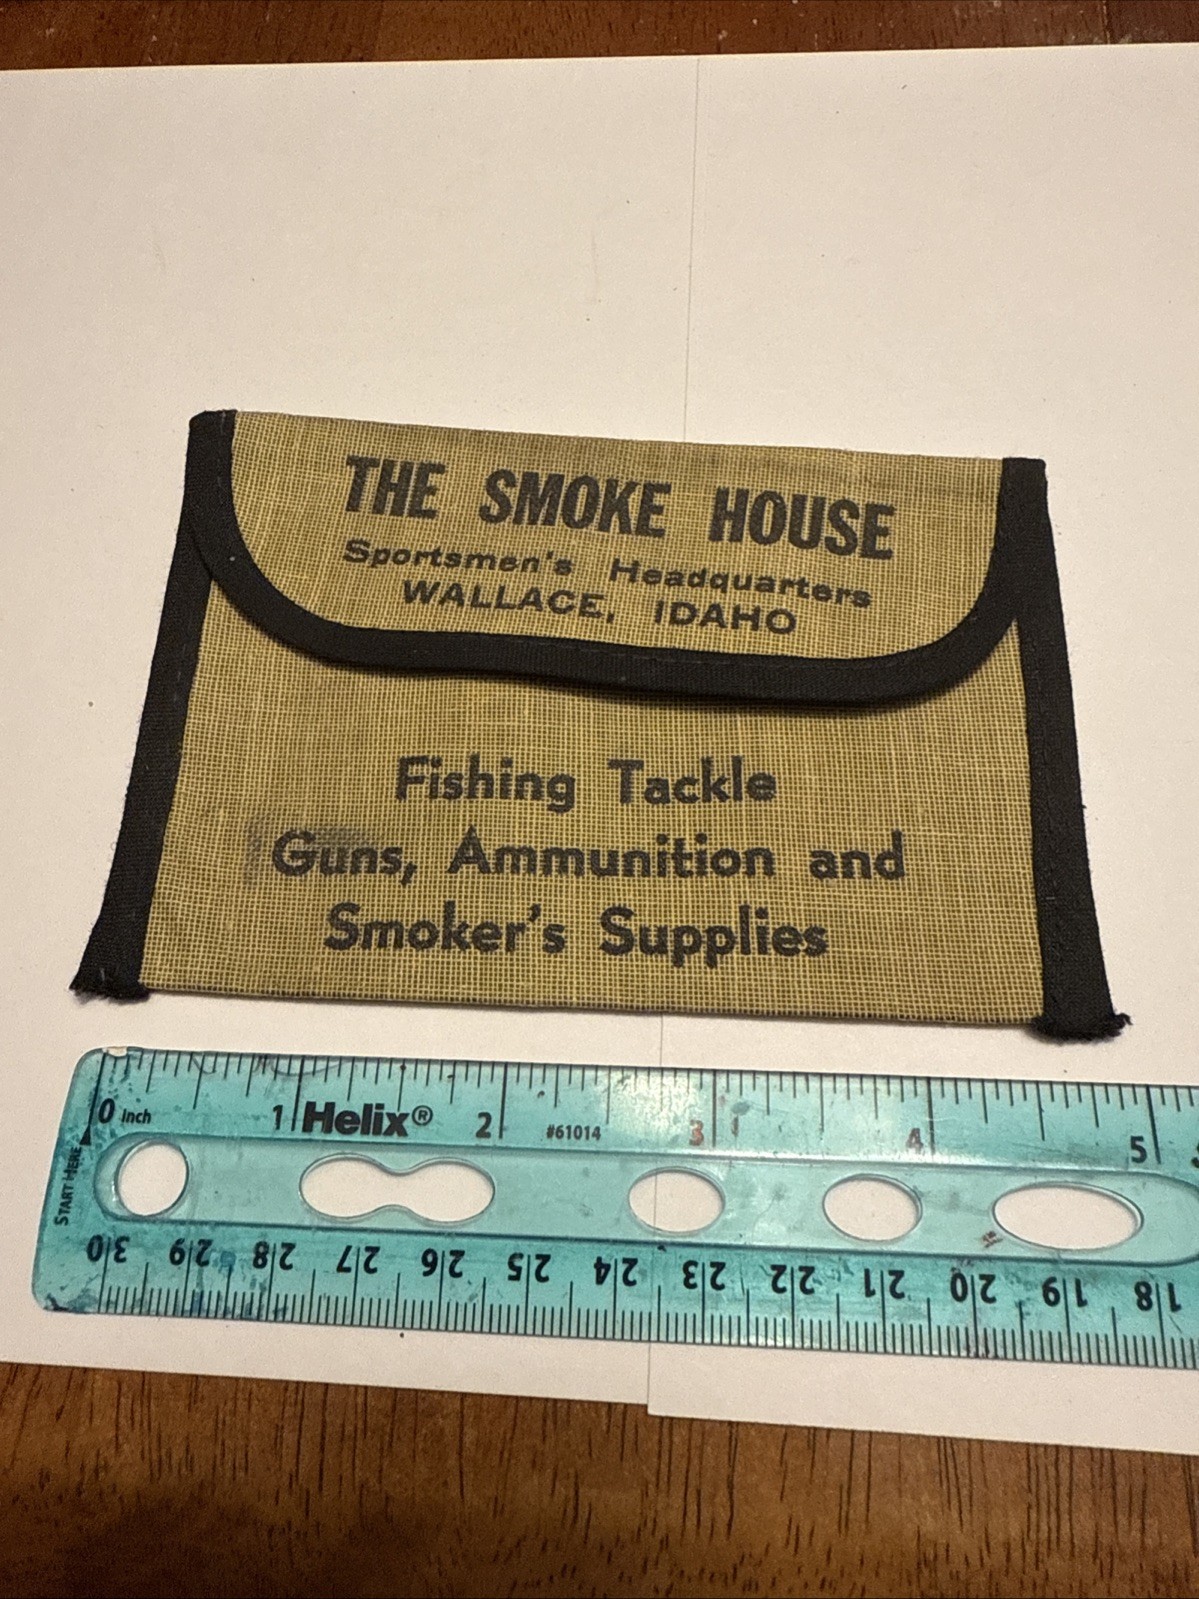 THE SMOKE HOUSE
Sportsmen's Headquarters
WALLACE, IDAHO
Fishing Tackle
Guns, Ammunition and
Smoker's Supplies
0 Inch 1 Helix® 2 #61014 3 4 5
START HERE
30 29 28 27 26 25 24 23 22 21 20 19 18